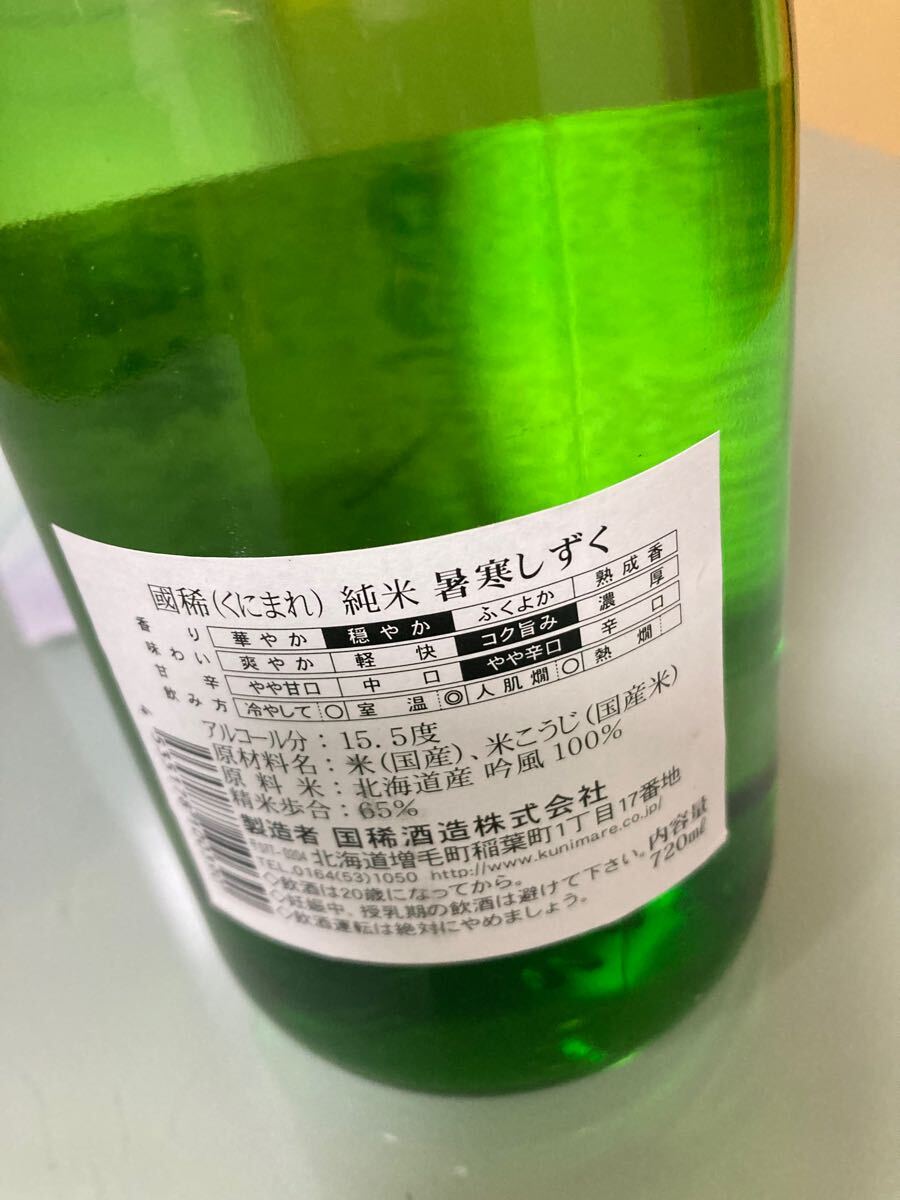 國稀(くにまれ) 純米 暑寒しずく
香り 華やか 穏やか ふくよか 熟成香
味わい 爽やか 軽快 コク旨み 濃厚
甘辛 やや甘口 中口 やや辛口 辛口
飲み方 冷やして○ 室温◎ 人肌燗○ 熱燗
アルコール分：15.5度
原材料名：米(国産)、米こうじ(国産米)
原料米：北海道産 吟風 100%
精米歩合：65%
製造者 国稀酒造株式会社
北海道増毛町稲葉町1丁目17番地
TEL.0164(53)1050 http://www.kunimare.co.jp/
◇飲酒は20歳になってから。
◇妊娠中、授乳期の飲酒は避けて下さい。
◇飲酒運転は絶対にやめましょう。
内容量
720mℓ